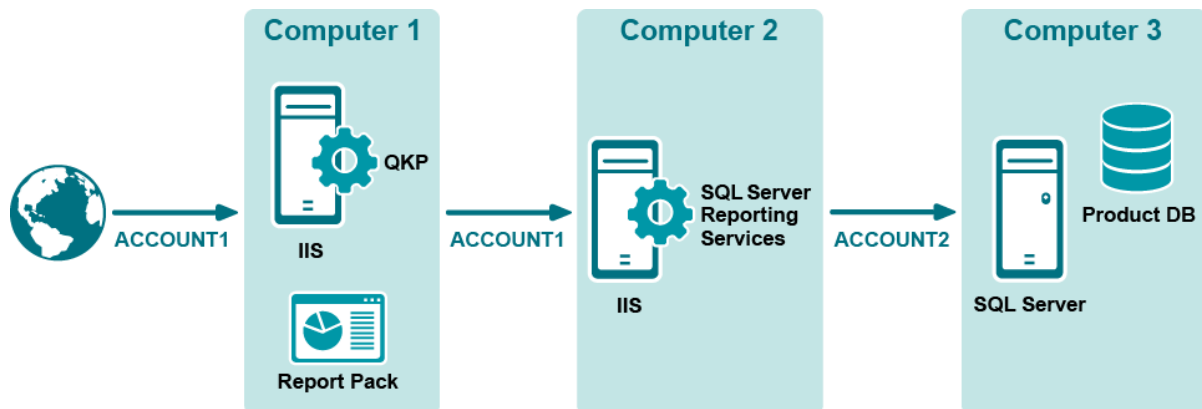 Computer 1
Computer 2
Computer 3
QKP
IIS
Report Pack
ACCOUNT1
ACCOUNT1
SQL Server
Reporting
Services
IIS
ACCOUNT2
Product DB
SQL Server